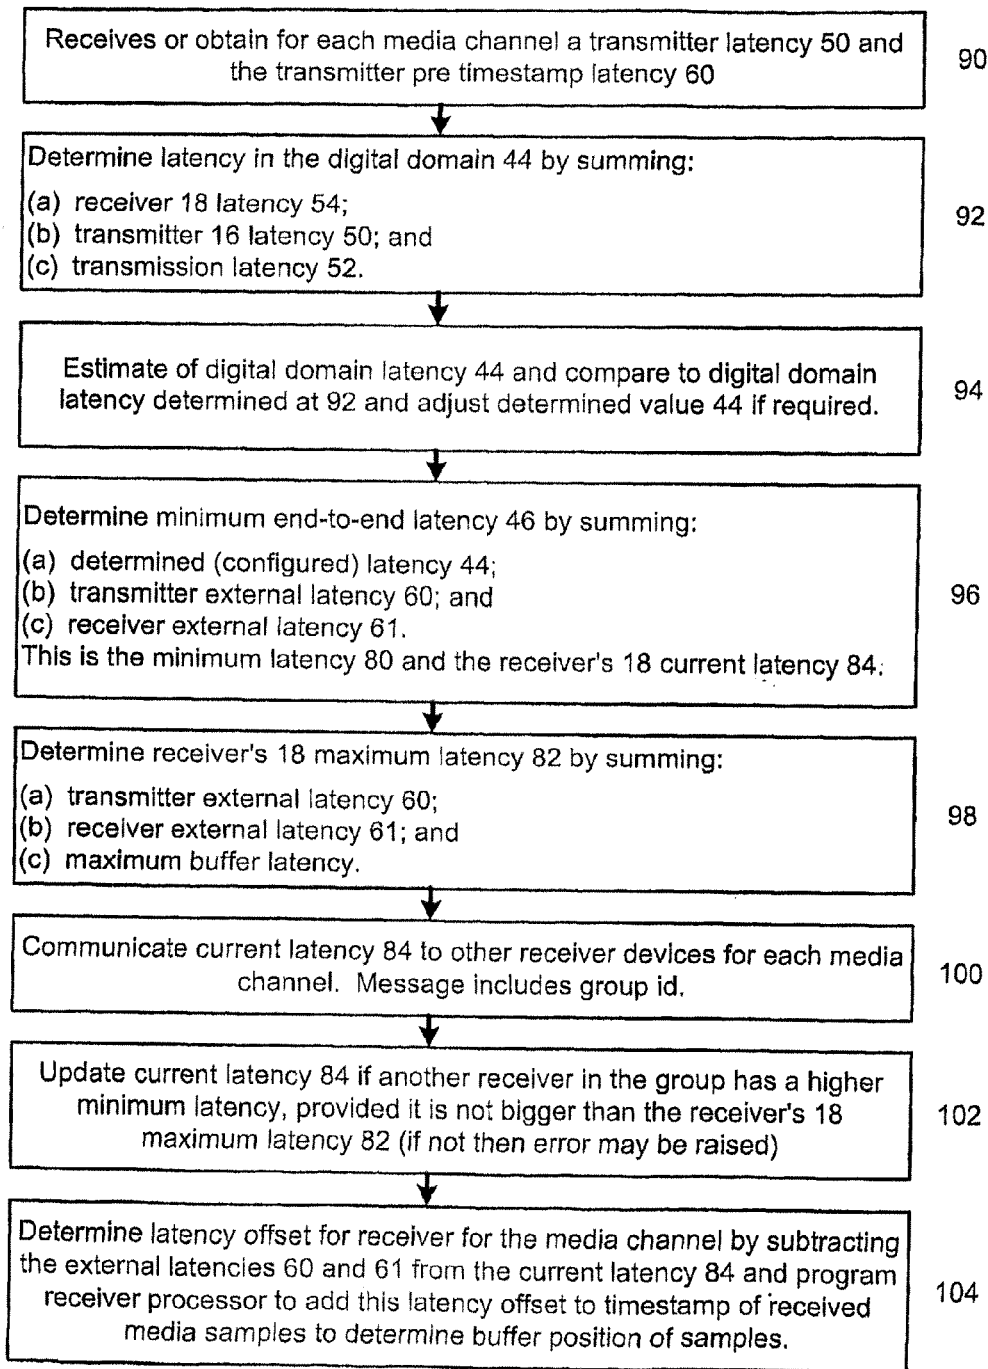 Receives or obtain for each media channel a transmitter latency 50 and
the transmitter pre timestamp latency 60
90
Determine latency in the digital domain 44 by summing:
(a) receiver 18 latency 54;
(b) transmitter 16 latency 50; and
(c) transmission latency 52.
92
Estimate of digital domain latency 44 and compare to digital domain
latency determined at 92 and adjust determined value 44 if required.
94
Determine minimum end-to-end latency 46 by summing:
(a) determined (configured) latency 44;
(b) transmitter external latency 60; and
(c) receiver external latency 61.
This is the minimum latency 80 and the receiver's 18 current latency 84.
96
Determine receiver's 18 maximum latency 82 by summing:
(a) transmitter external latency 60;
(b) receiver external latency 61; and
(c) maximum buffer latency.
98
Communicate current latency 84 to other receiver devices for each media
channel. Message includes group id.
100
Update current latency 84 if another receiver in the group has a higher
minimum latency, provided it is not bigger than the receiver's 18
maximum latency 82 (if not then error may be raised)
102
Determine latency offset for receiver for the media channel by subtracting
the external latencies 60 and 61 from the current latency 84 and program
receiver processor to add this latency offset to timestamp of received
media samples to determine buffer position of samples.
104